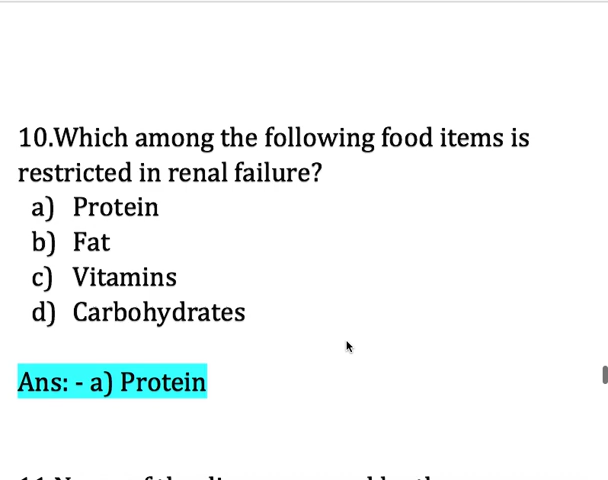 10.Which among the following food items is
restricted in renal failure?
a) Protein
b) Fat
c) Vitamins
d) Carbohydrates
Ans: - a) Protein